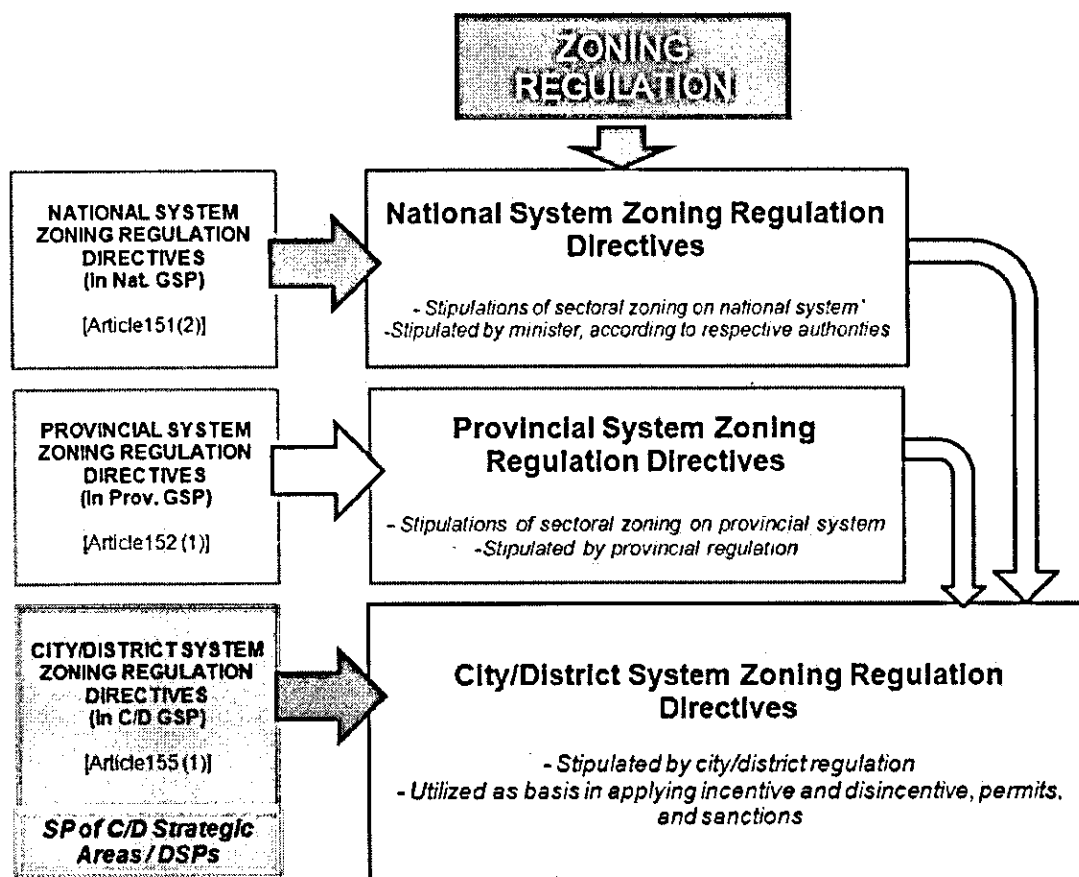 ZONING
REGULATION
NATIONAL SYSTEM
ZONING REGULATION
DIRECTIVES
(in Nat. GSP)
[Article151(2)]
National System Zoning Regulation
Directives
- Stipulations of sectoral zoning on national system
-Stipulated by minister, according to respective authorities
PROVINCIAL SYSTEM
ZONING REGULATION
DIRECTIVES
(in Prov. GSP)
[Article152(1)]
Provincial System Zoning
Regulation Directives
- Stipulations of sectoral zoning on provincial system
-Stipulated by provincial regulation
CITY/DISTRICT SYSTEM
ZONING REGULATION
DIRECTIVES
(in C/D GSP)
[Article155(1)]
SP of C/D Strategic
Areas / DSPs
City/District System Zoning Regulation
Directives
- Stipulated by city/district regulation
- Utilized as basis in applying incentive and disincentive, permits,
and sanctions